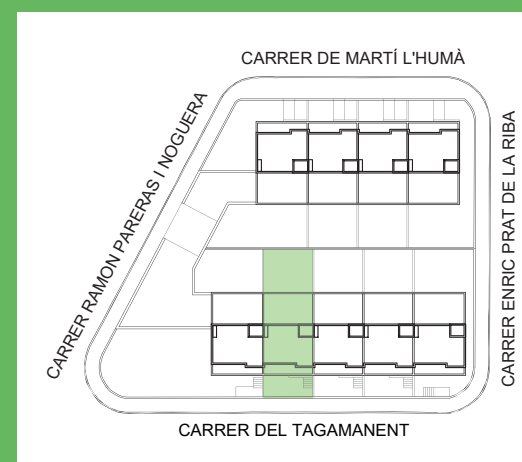 CARRER DE MARTÍ L'HUMÀ
CARRER RAMON PARERAS I NOGUERA
CARRER ENRIC PRAT DE LA RIBA
CARRER DEL TAGAMANENT